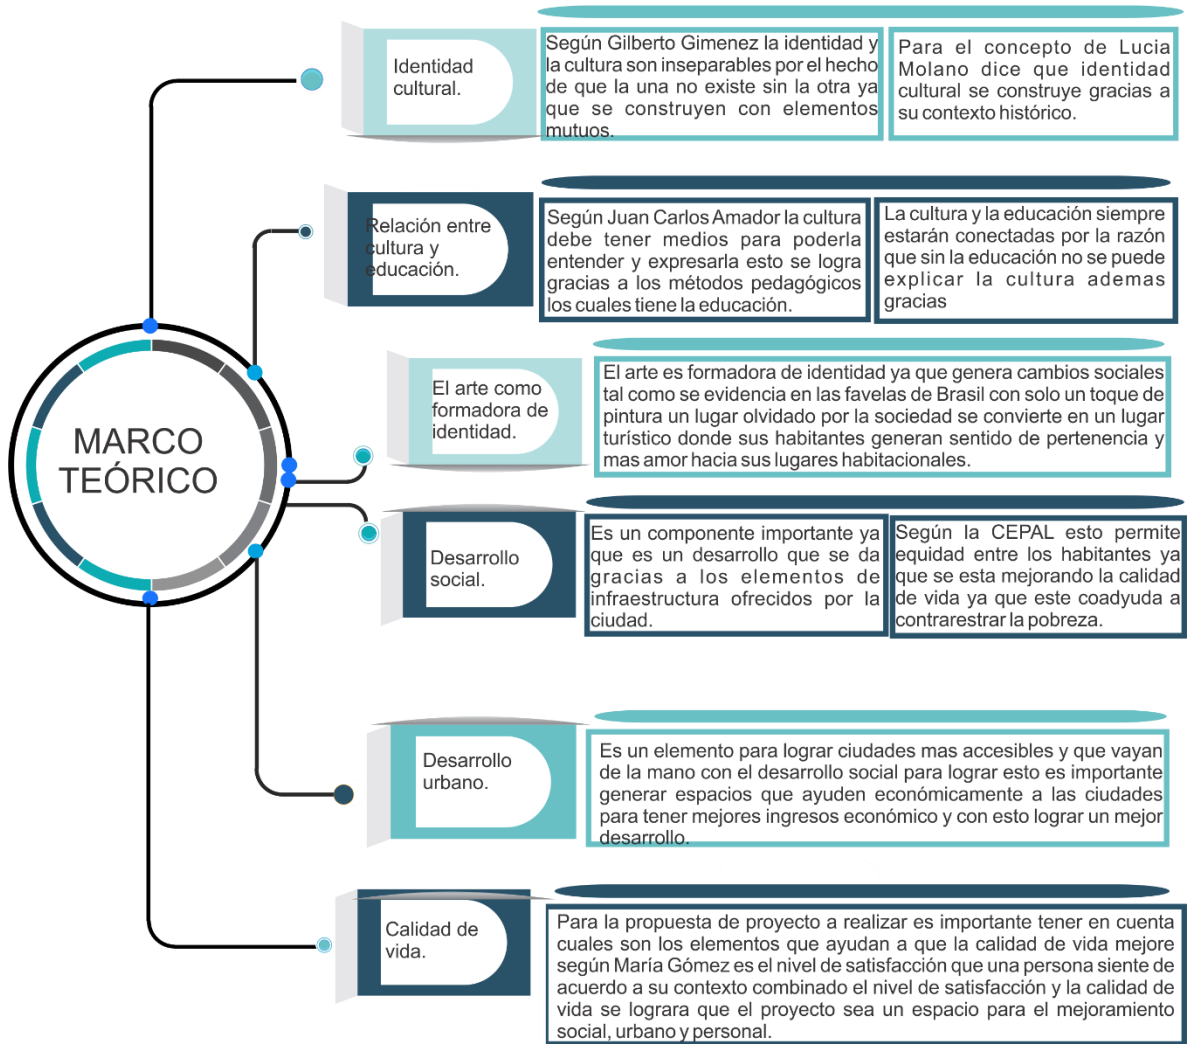 MARCO
TEÓRICO
Identidad
cultural.
Según Gilberto Gimenez la identidad y
la cultura son inseparables por el hecho
de que la una no existe sin la otra ya
que se construyen con elementos
mutuos.
Para el concepto de Lucia
Molano dice que identidad
cultural se construye gracias a
su contexto histórico.
Relación entre
cultura y
educación.
Según Juan Carlos Amador la cultura
debe tener medios para poderla
entender y expresarla esto se logra
gracias a los métodos pedagógicos
los cuales tiene la educación.
La cultura y la educación siempre
estarán conectadas por la razón
que sin la educación no se puede
explicar la cultura ademas
gracias
El arte como
formadora de
identidad.
El arte es formadora de identidad ya que genera cambios sociales
tal como se evidencia en las favelas de Brasil con solo un toque de
pintura un lugar olvidado por la sociedad se convierte en un lugar
turístico donde sus habitantes generan sentido de pertenencia y
mas amor hacia sus lugares habitacionales.
Desarrollo
social.
Es un componente importante ya
que es un desarrollo que se da
gracias a los elementos de
infraestructura ofrecidos por la
ciudad.
Según la CEPAL esto permite
equidad entre los habitantes ya
que se esta mejorando la calidad
de vida ya que este coadyuda a
contrarestrar la pobreza.
Desarrollo
urbano.
Es un elemento para lograr ciudades mas accesibles y que vayan
de la mano con el desarrollo social para lograr esto es importante
generar espacios que ayuden económicamente a las ciudades
para tener mejores ingresos económico y con esto lograr un mejor
desarrollo.
Calidad de
vida.
Para la propuesta de proyecto a realizar es importante tener en cuenta
cuales son los elementos que ayudan a que la calidad de vida mejore
según María Gómez es el nivel de satisfacción que una persona siente de
acuerdo a su contexto combinado el nivel de satisfacción y la calidad de
vida se lograra que el proyecto sea un espacio para el mejoramiento
social, urbano y personal.